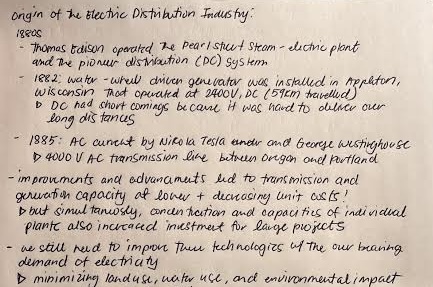 Origin of the Electric Distribution Industry:
1880s
- Thomas Edison operated the Pearl street steam-electric plant
and the pioneer distribution (DC) system
- 1882: water-wheel driven generator was installed in Appleton,
Wisconsin that operated at 2400V, DC (59km travelled)
▷ DC had short comings because it was hard to deliver over
long distances
- 1885: AC current by Nikola Tesla and George Westinghouse
▷ 4000 V AC transmission line between Oregon and Portland
- improvments and advancments led to transmission and
generation capacity at lower + decreasing unit costs!
▷ but simultaneously, concentration and capacities of individual
plants also increased investment for large projects
- we still need to improve these technologies w/ the our
demand of electricity
▷ minimizing land use, water use, and environmental impact